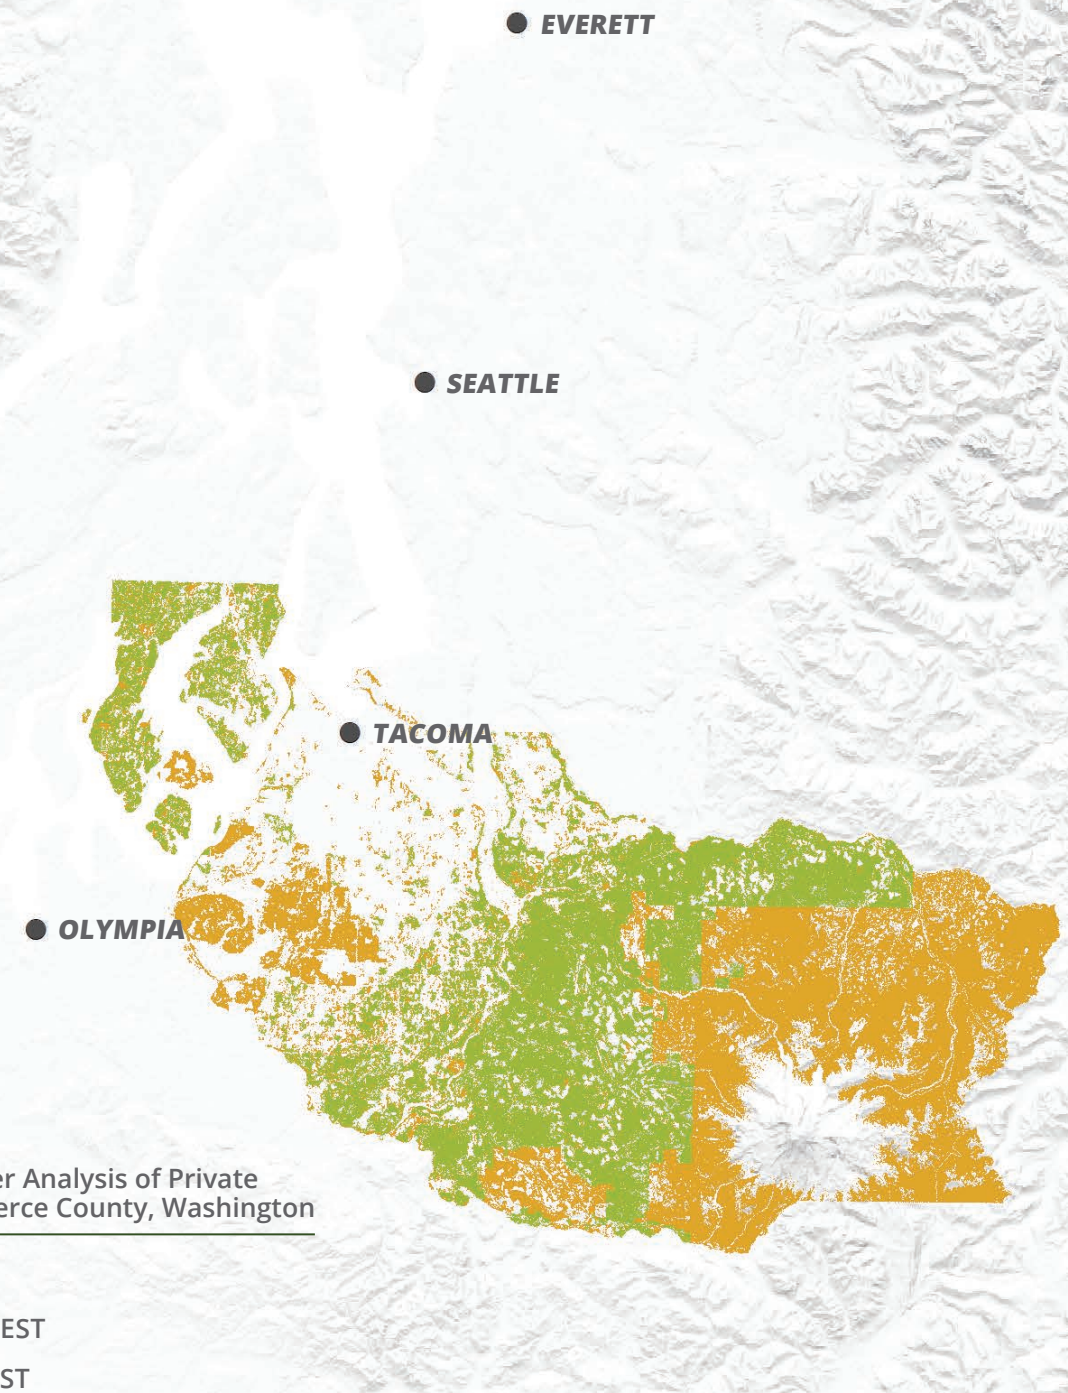 EVERETT
SEATTLE
TACOMA
OLYMPIA
er Analysis of Private
erce County, Washington
EST
ST